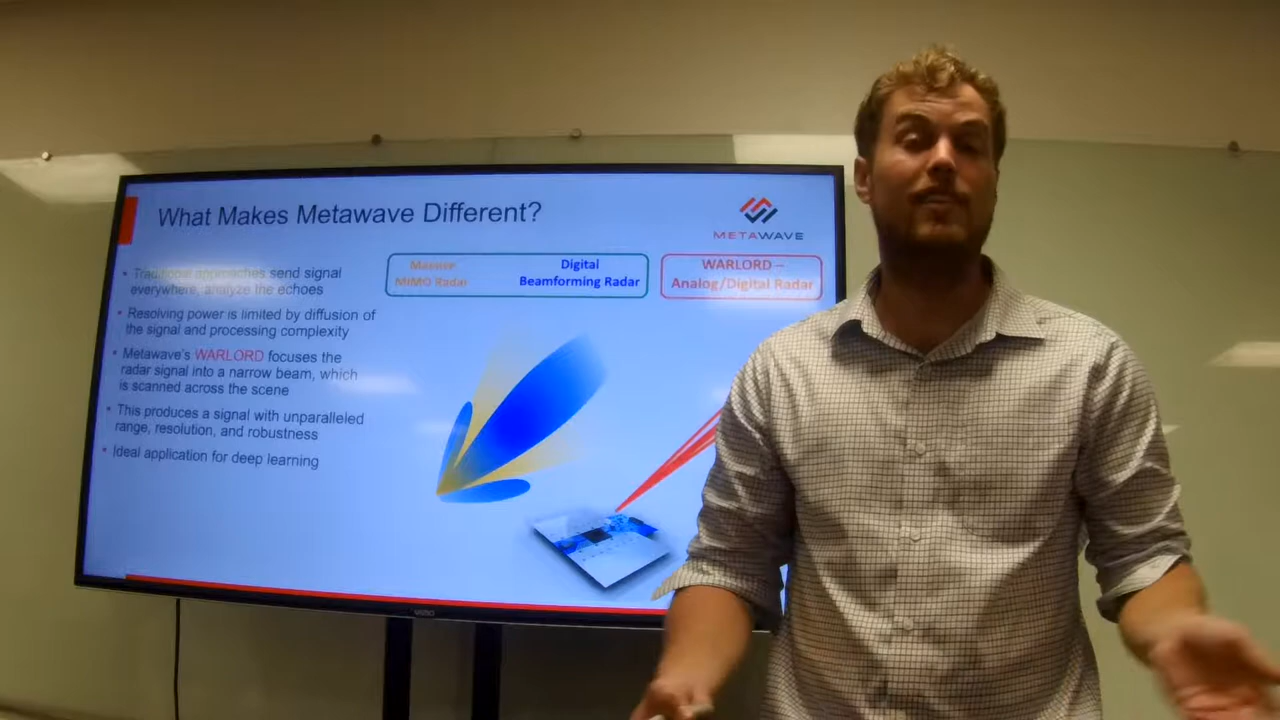 What Makes Metawave Different?
METAWAVE
Traditional approaches send signal
everywhere, analyze the echoes
Resolving power is limited by diffusion of
the signal and processing complexity
Metawave's WARLORD focuses the
radar signal into a narrow beam, which
is scanned across the scene
This produces a signal with unparalleled
range, resolution, and robustness
Ideal application for deep learning
Massive
MIMO Radar
Digital
Beamforming Radar
WARLORD –
Analog/Digital Radar
VIZIO